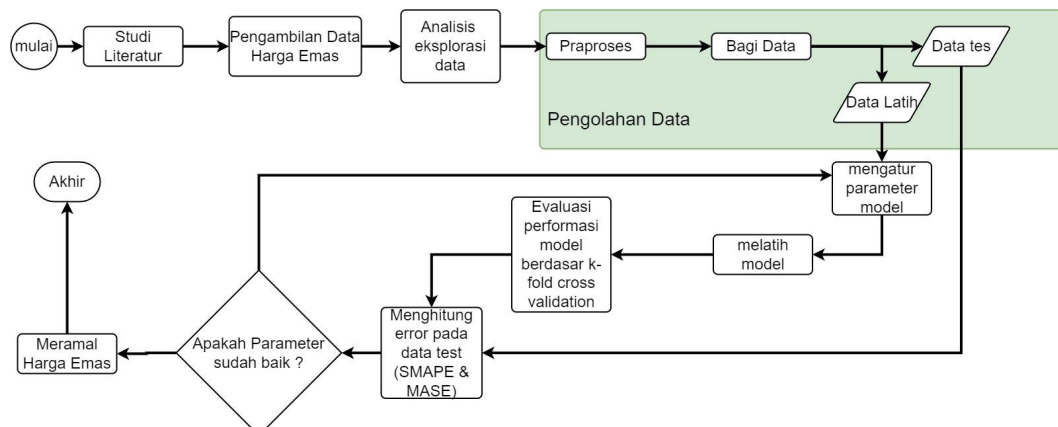 mulai
Studi
Literatur
Pengambilan Data
Harga Emas
Analisis
eksplorasi
data
Praproses
Bagi Data
Data tes
Data Latih
Pengolahan Data
mengatur
parameter
model
melatih
model
Evaluasi
performasi
model
berdasar k-
fold cross
validation
Menghitung
error pada
data test
(SMAPE &
MASE)
Apakah Parameter
sudah baik ?
Meramal
Harga Emas
Akhir